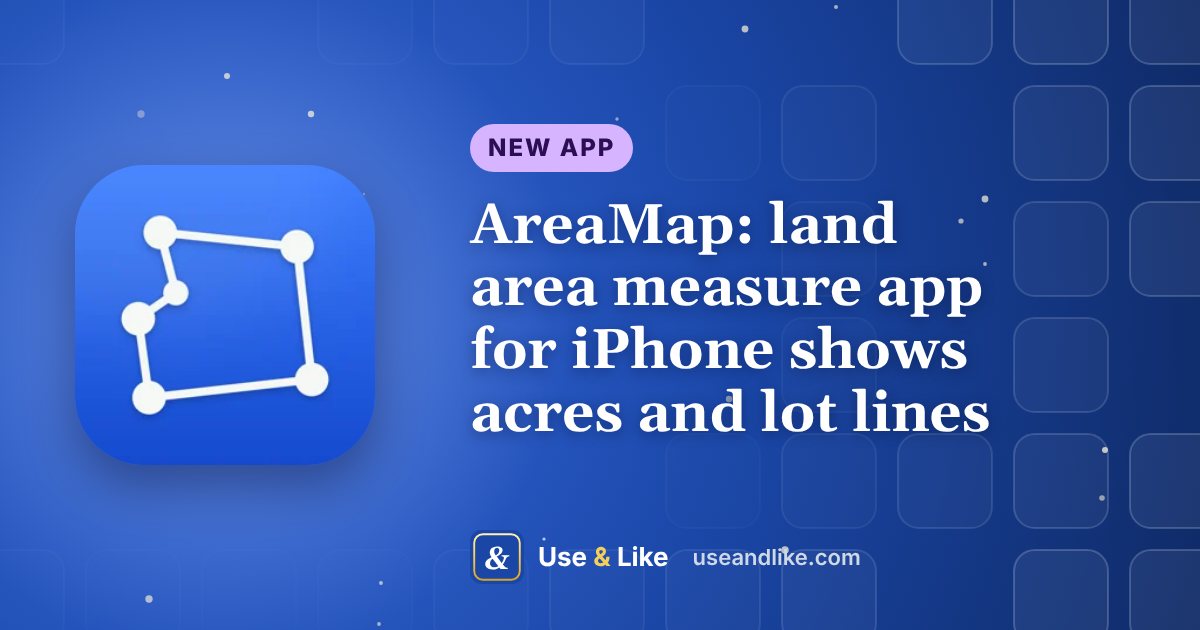 NEW APP
AreaMap: land
area measure app
for iPhone shows
acres and lot lines
& Use & Like useandlike.com